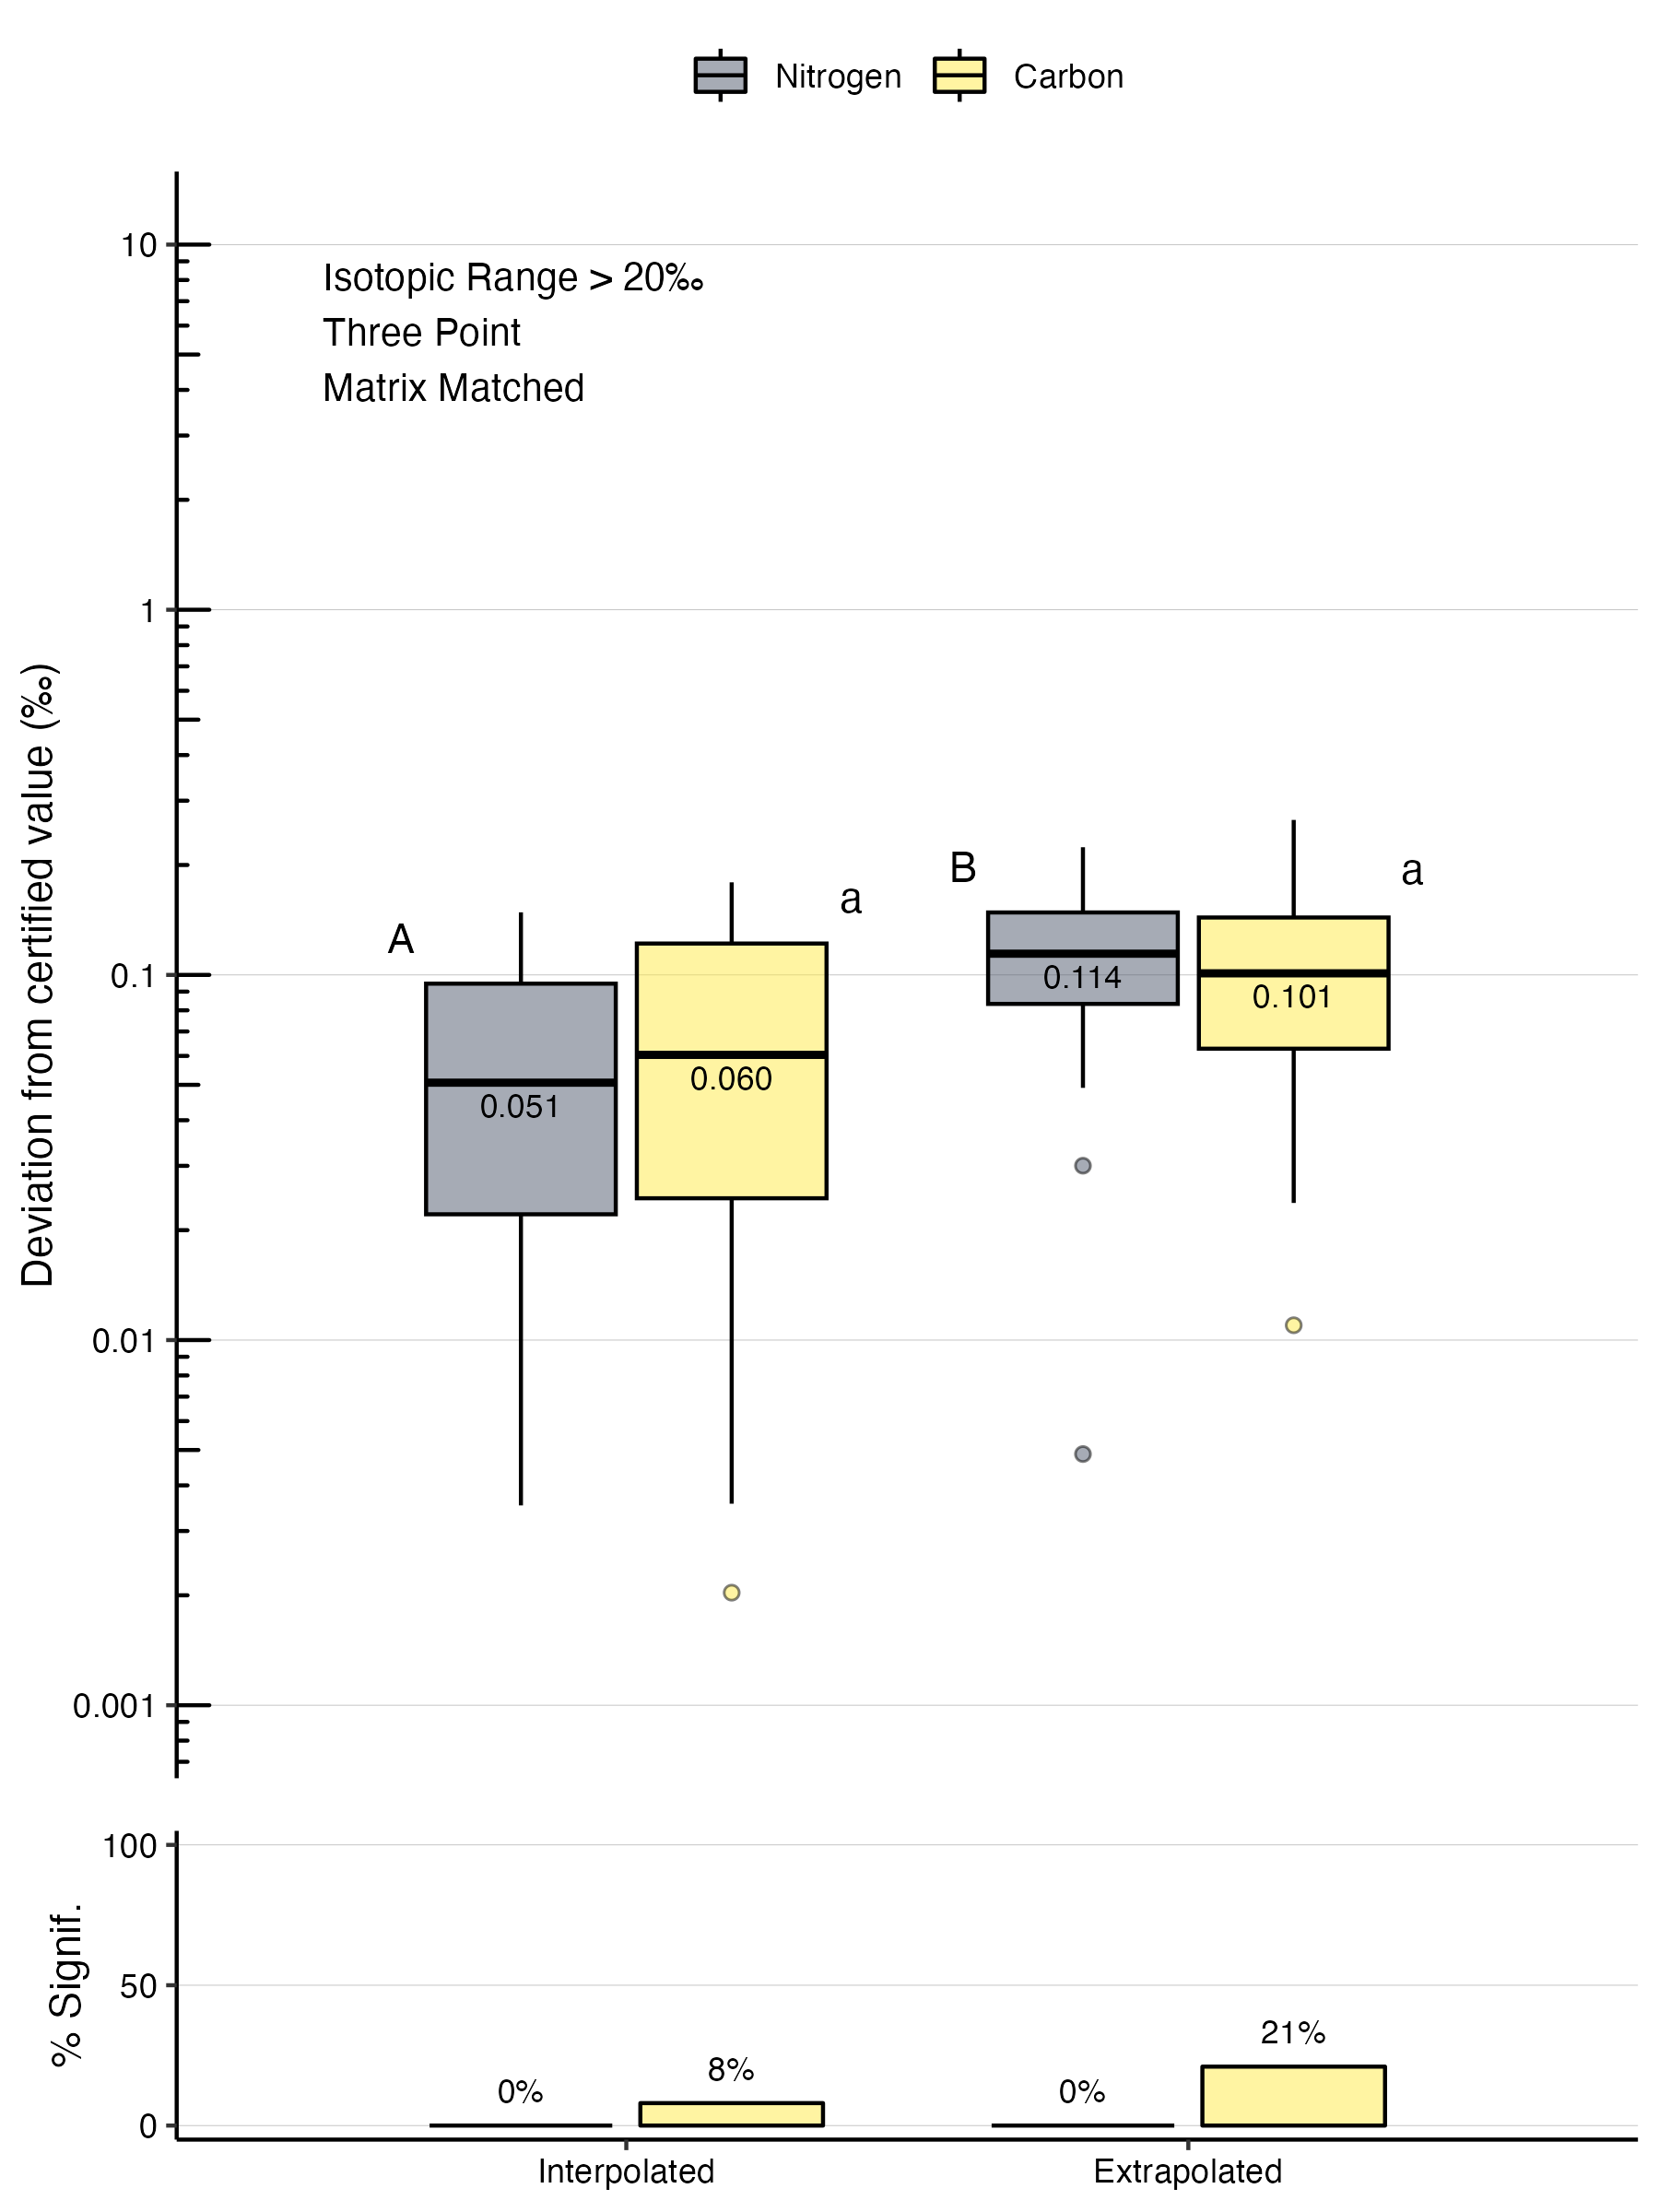 Nitrogen Carbon
10
Isotopic Range > 20‰
Three Point
Matrix Matched
1
Deviation from certified value (‰)
A
a
B
a
0.1
0.051
0.060
0.114
0.101
0.01
0.001
100
% Signif.
50
0
0%
8%
0%
21%
Interpolated Extrapolated